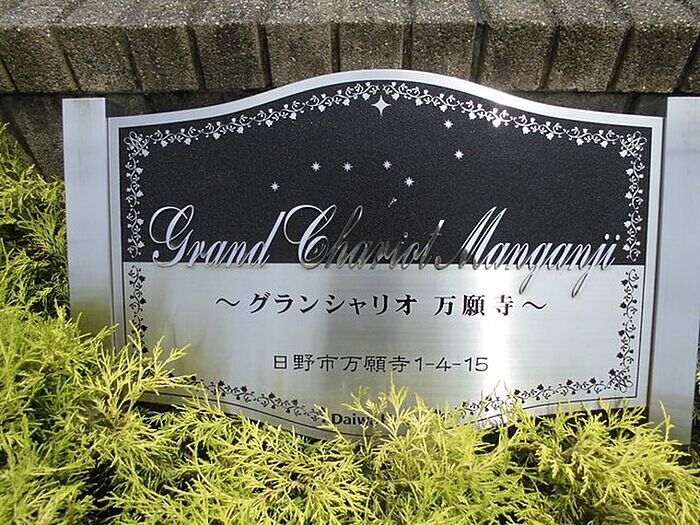 Grand Chariot Manganji
～グランシャリオ 万願寺～
日野市万願寺1-4-15
Daiwa